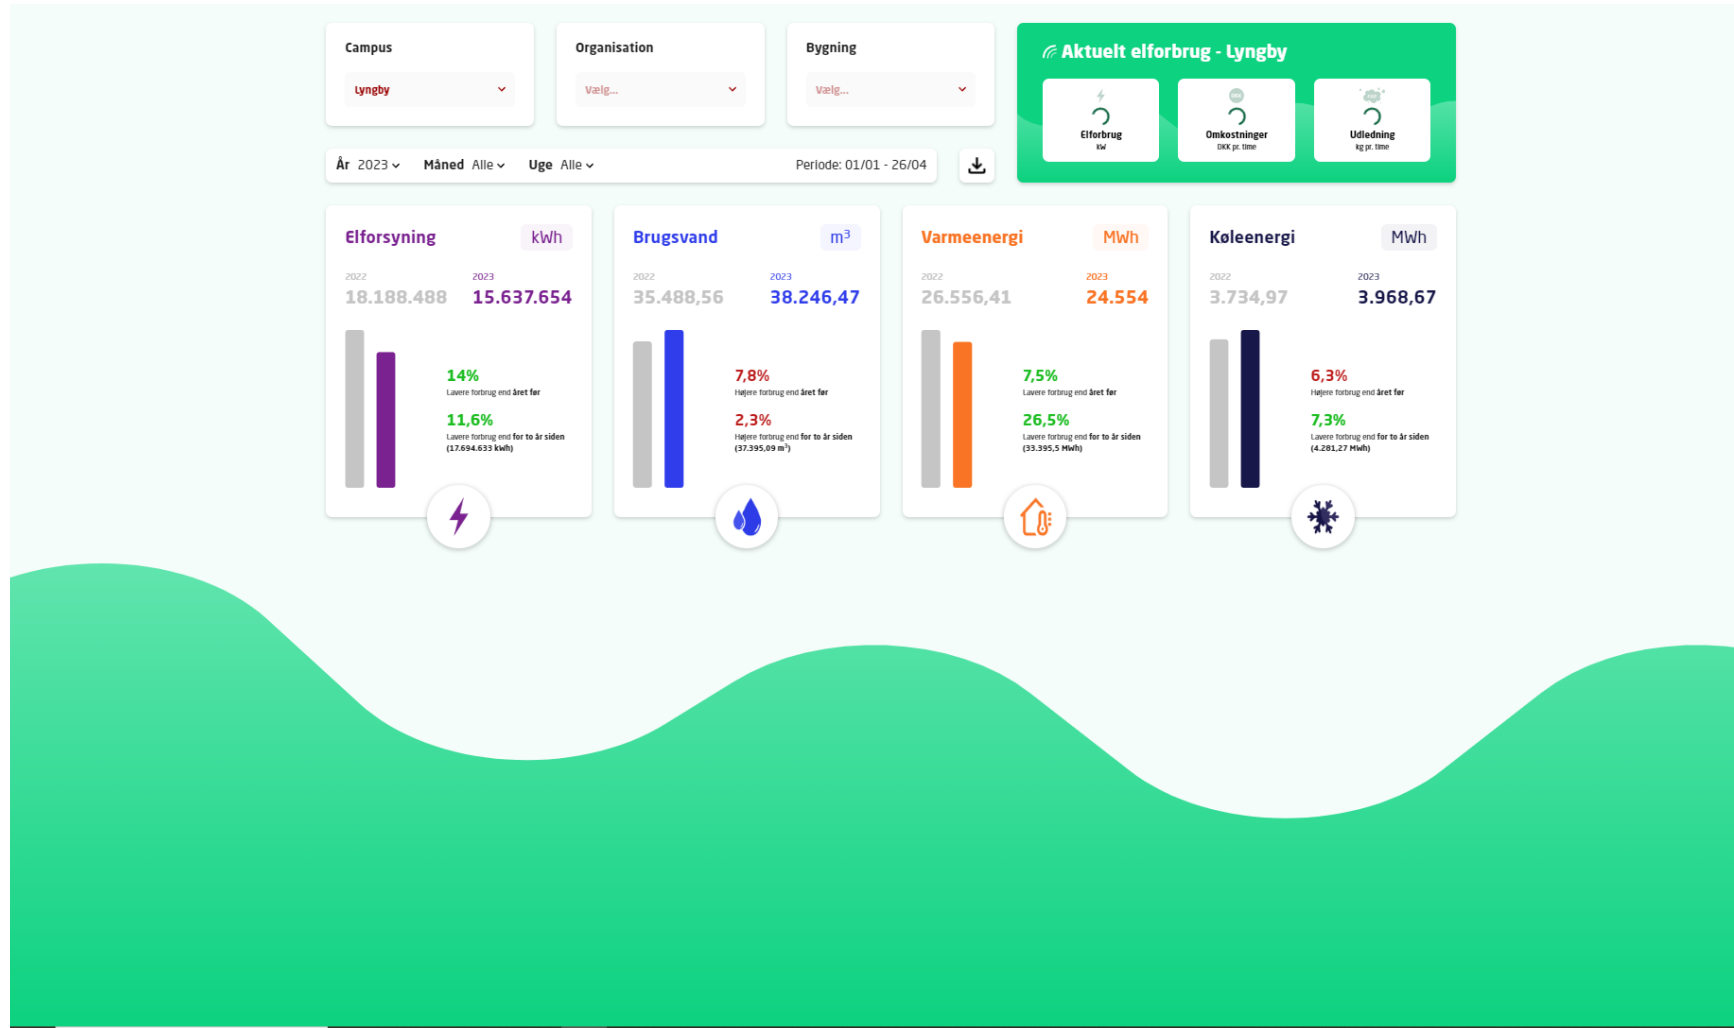 Campus
Lyngby
Organisation
Vælg...
Bygning
Vælg...
Aktuelt elforbrug - Lyngby
Elforbrug
kW
Omkostninger
DKK pr. time
Udledning
kg pr. time
År 2023 Måned Alle Uge Alle Periode: 01/01 - 26/04
Elforsyning kWh
2022 2023
18.188.488 15.637.654
14%
Lavere forbrug end året før
11,6%
Lavere forbrug end for to år siden
(17.694.633 kWh)
Brugsvand m³
2022 2023
35.488,56 38.246,47
7,8%
Højere forbrug end året før
2,3%
Højere forbrug end for to år siden
(37.395,09 m³)
Varmeenergi MWh
2022 2023
26.556,41 24.554
7,5%
Lavere forbrug end året før
26,5%
Lavere forbrug end for to år siden
(33.395,5 MWh)
Køleenergi MWh
2022 2023
3.734,97 3.968,67
6,3%
Højere forbrug end året før
7,3%
Lavere forbrug end for to år siden
(4.281,27 MWh)